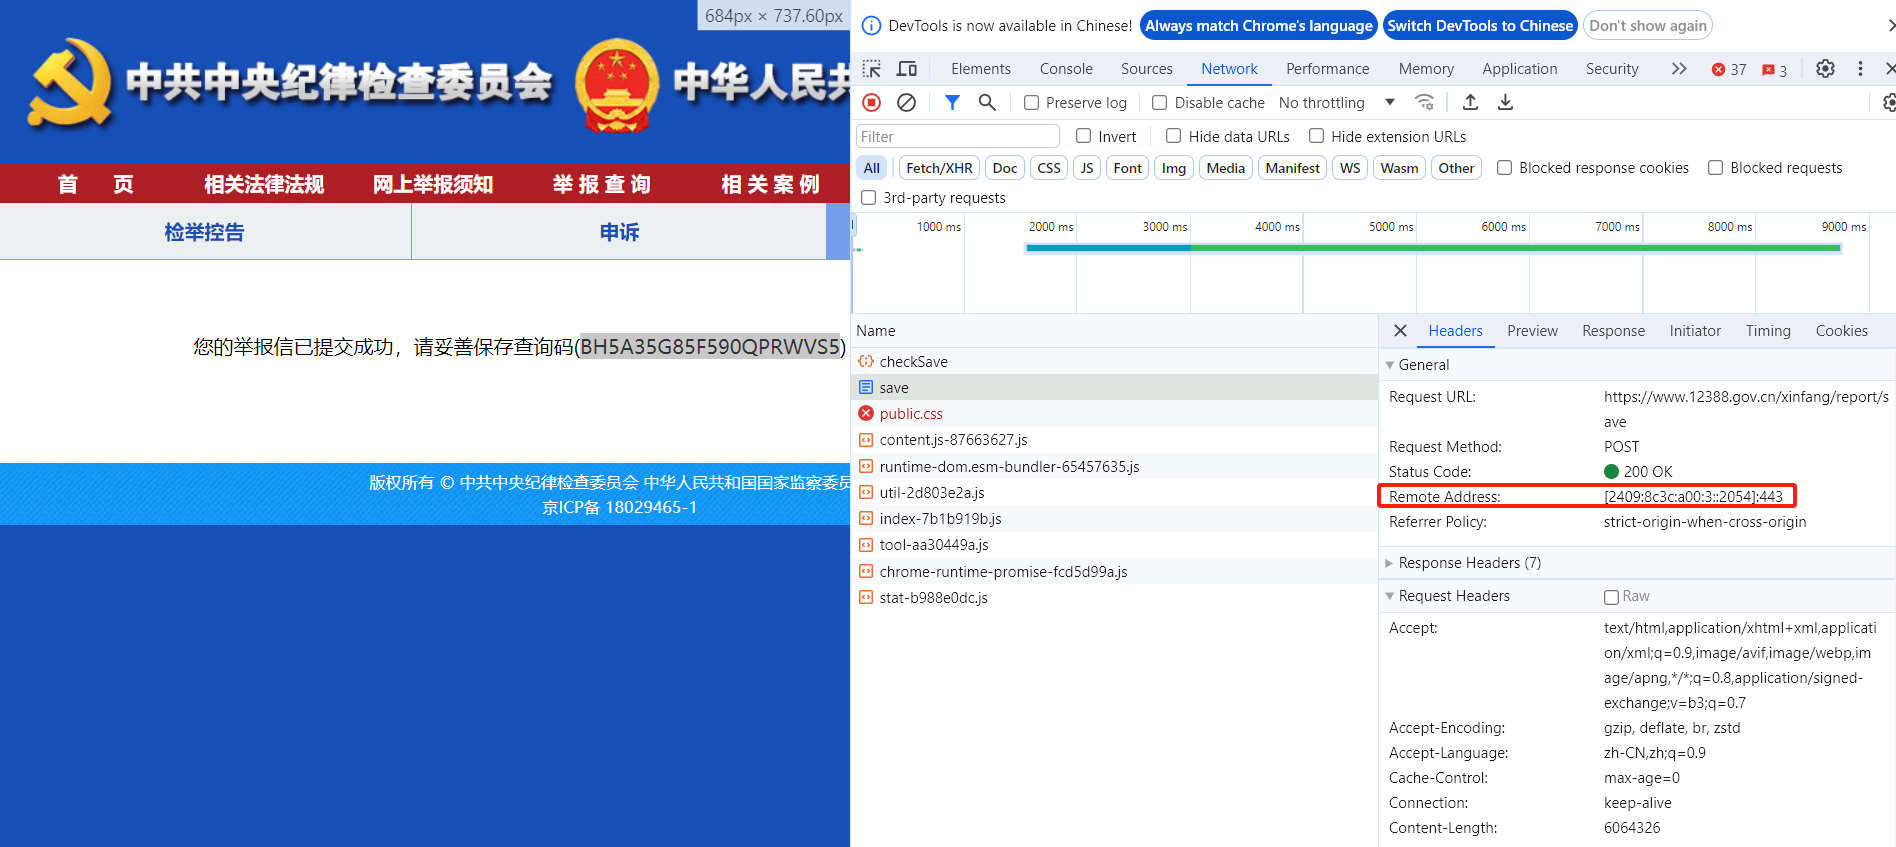 684px × 737.60px
中共中央纪律检查委员会
中华人民共
首 页 相关法律法规 网上举报须知 举 报 查 询 相 关 案 例
检举控告 申诉
您的举报信已提交成功，请妥善保存查询码(BH5A35G85F590QPRWVS5)
版权所有 © 中共中央纪律检查委员会 中华人民共和国国家监察委员
京ICP备 18029465-1
DevTools is now available in Chinese! Always match Chrome's language Switch DevTools to Chinese Don't show again
Elements Console Sources Network Performance Memory Application Security 37 3
Preserve log Disable cache No throttling
Filter Invert Hide data URLs Hide extension URLs
All Fetch/XHR Doc CSS JS Font Img Media Manifest WS Wasm Other Blocked response cookies Blocked requests
3rd-party requests
1000 ms 2000 ms 3000 ms 4000 ms 5000 ms 6000 ms 7000 ms 8000 ms 9000 ms
Name
checkSave
save
public.css
content.js-87663627.js
runtime-dom.esm-bundler-65457635.js
util-2d803e2a.js
index-7b1b919b.js
tool-aa30449a.js
chrome-runtime-promise-fcd5d99a.js
stat-b988e0dc.js
Headers Preview Response Initiator Timing Cookies
General
Request URL: https://www.12388.gov.cn/xinfang/report/s
ave
Request Method: POST
Status Code: 200 OK
Remote Address: [2409:8c3c:a00:3::2054]:443
Referrer Policy: strict-origin-when-cross-origin
Response Headers (7)
Request Headers Raw
Accept: text/html,application/xhtml+xml,applicati
on/xml;q=0.9,image/avif,image/webp,im
age/apng,*/*;q=0.8,application/signed-
exchange;v=b3;q=0.7
Accept-Encoding: gzip, deflate, br, zstd
Accept-Language: zh-CN,zh;q=0.9
Cache-Control: max-age=0
Connection: keep-alive
Content-Length: 6064326